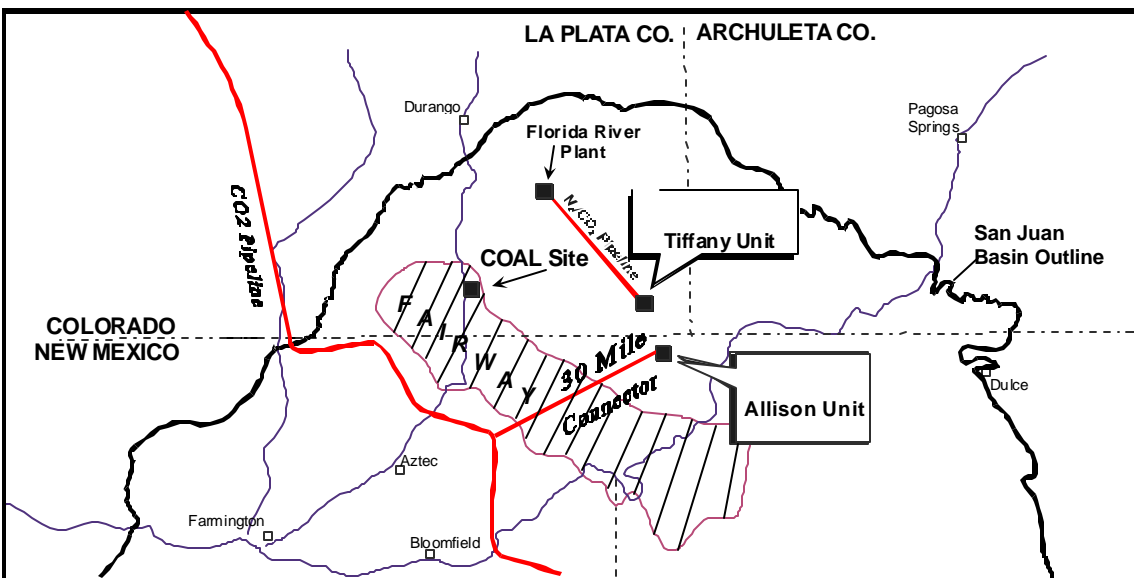 LA PLATA CO.
ARCHULETA CO.
Durango
Florida River
Plant
Pagosa
Springs
CO2 Pipeline
N2/CO2 Pipeline
Tiffany Unit
San Juan
Basin Outline
COAL Site
FAIRWAY
COLORADO
NEW MEXICO
30 Mile
Connector
Allison Unit
Dulce
Aztec
Farmington
Bloomfield